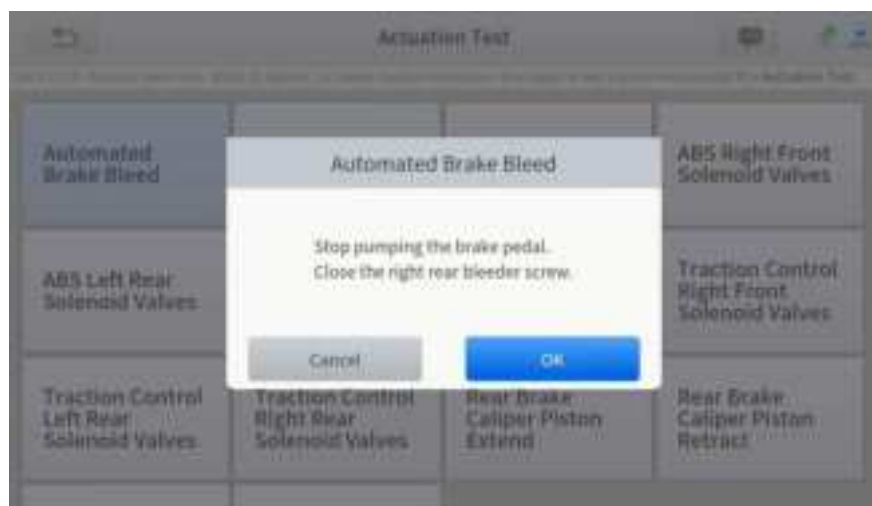 Actuation Test
Actuation Test
Automated
Brake Bleed
ABS Right Front
Solenoid Valves
Automated Brake Bleed
Stop pumping the brake pedal.
Close the right rear bleeder screw.
Cancel
OK
ABS Left Rear
Solenoid Valves
Traction Control
Right Front
Solenoid Valves
Traction Control
Left Rear
Solenoid Valves
Traction Control
Right Rear
Solenoid Valves
Rear Brake
Caliper Piston
Extend
Rear Brake
Caliper Piston
Retract